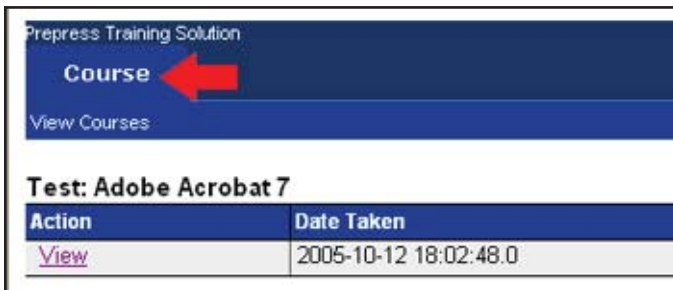 Prepress Training Solution
Course
View Courses
Test: Adobe Acrobat 7
Action Date Taken
View 2005-10-12 18:02:48.0